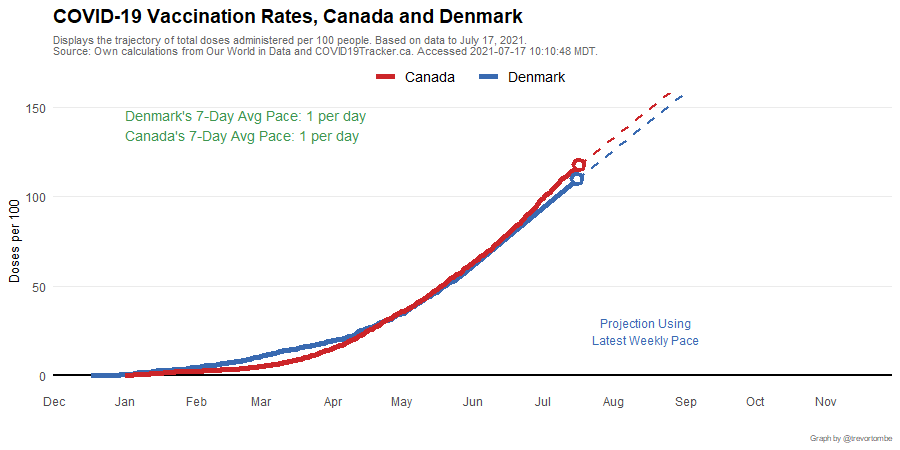 COVID-19 Vaccination Rates, Canada and Denmark
Displays the trajectory of total doses administered per 100 people. Based on data to July 17, 2021.
Source: Own calculations from Our World in Data and COVID19Tracker.ca. Accessed 2021-07-17 10:10:48 MDT.
Canada Denmark
Denmark's 7-Day Avg Pace: 1 per day
Canada's 7-Day Avg Pace: 1 per day
150
100
50
0
Doses per 100
Projection Using
Latest Weekly Pace
Dec Jan Feb Mar Apr May Jun Jul Aug Sep Oct Nov
Graph by @trevortombe